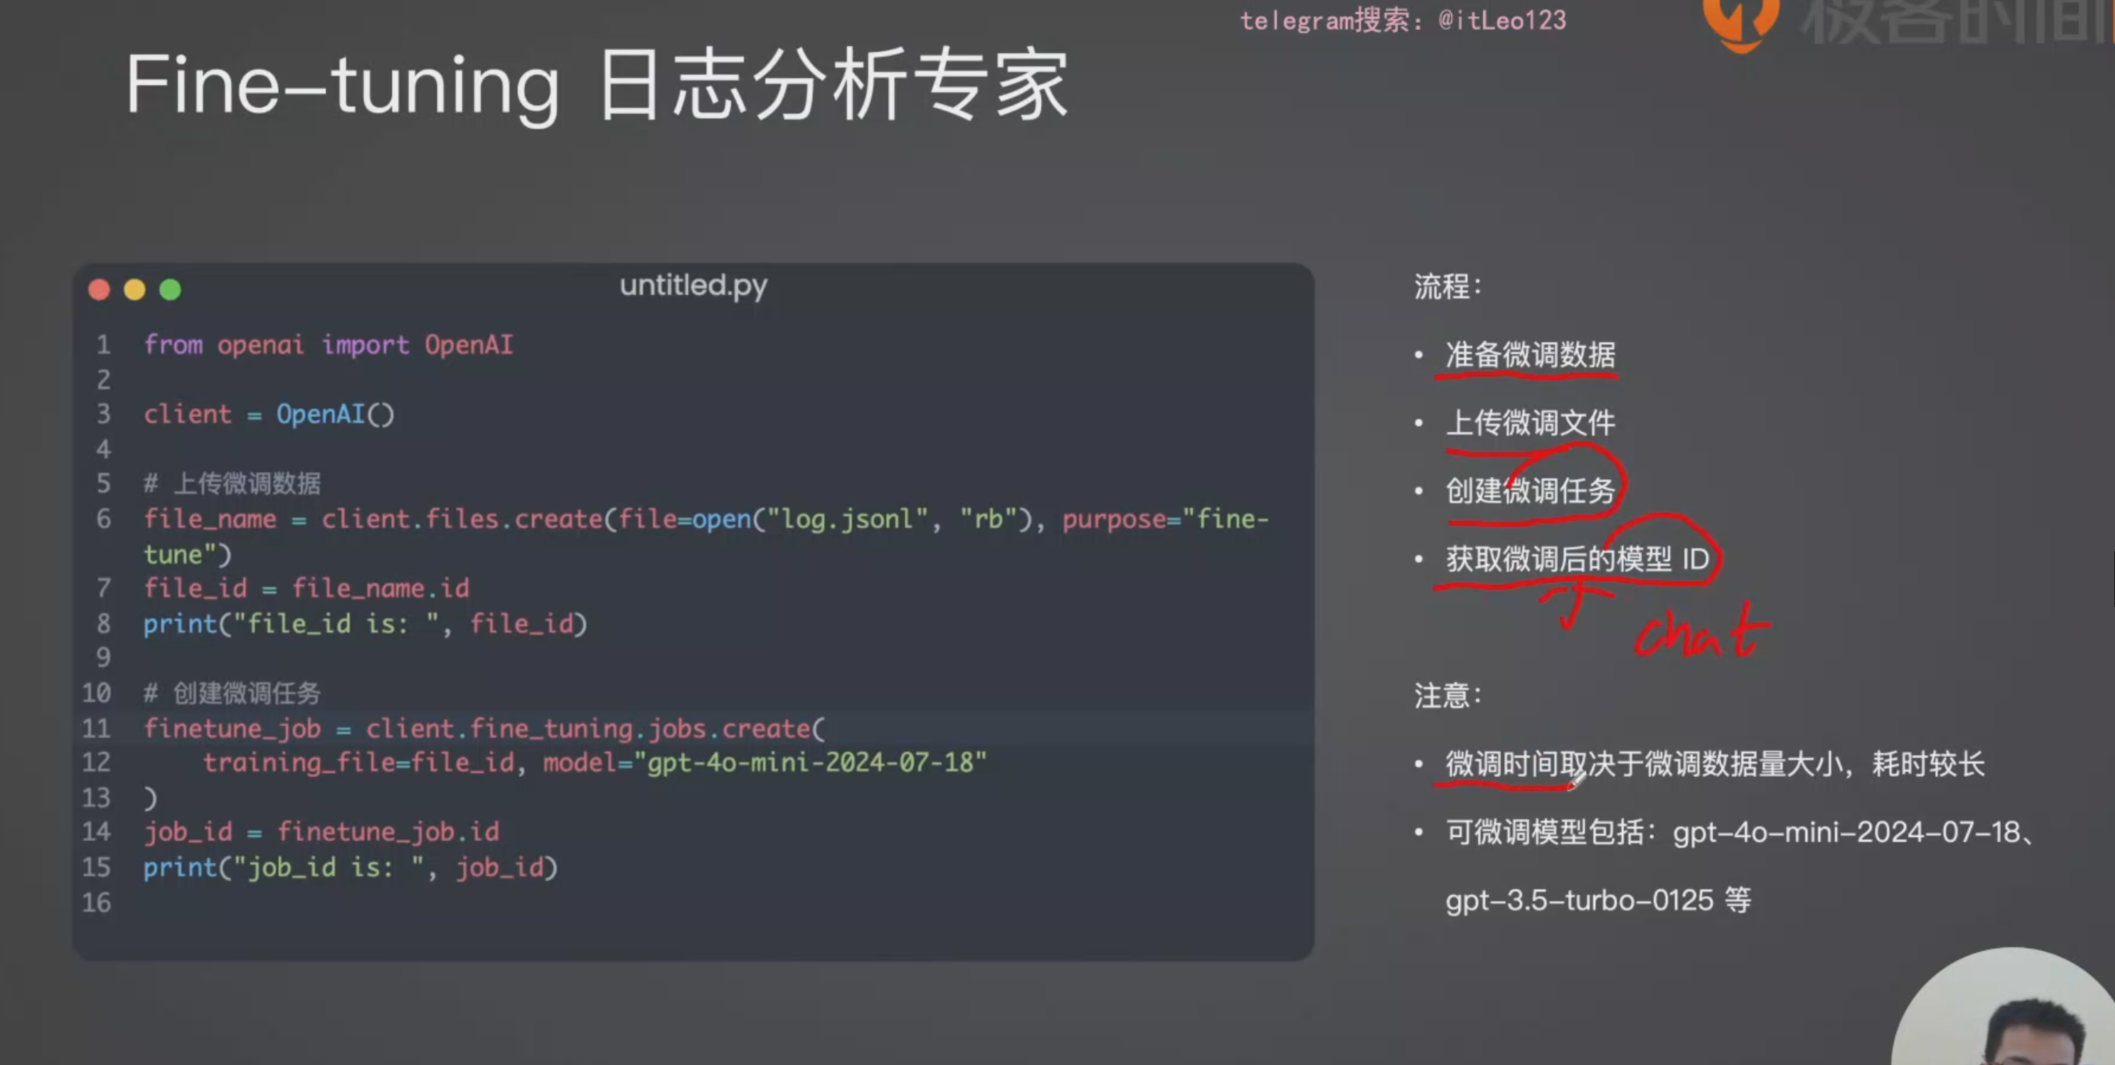 telegram搜索：@itLeo123
极客时间
Fine-tuning 日志分析专家
untitled.py
1 from openai import OpenAI
2
3 client = OpenAI()
4
5 # 上传微调数据
6 file_name = client.files.create(file=open("log.jsonl", "rb"), purpose="fine-
tune")
7 file_id = file_name.id
8 print("file_id is: ", file_id)
9
10 # 创建微调任务
11 finetune_job = client.fine_tuning.jobs.create(
12     training_file=file_id, model="gpt-4o-mini-2024-07-18"
13 )
14 job_id = finetune_job.id
15 print("job_id is: ", job_id)
16
流程：
• 准备微调数据
• 上传微调文件
• 创建微调任务
• 获取微调后的模型 ID
chat
注意：
• 微调时间取决于微调数据量大小，耗时较长
• 可微调模型包括：gpt-4o-mini-2024-07-18、
gpt-3.5-turbo-0125 等